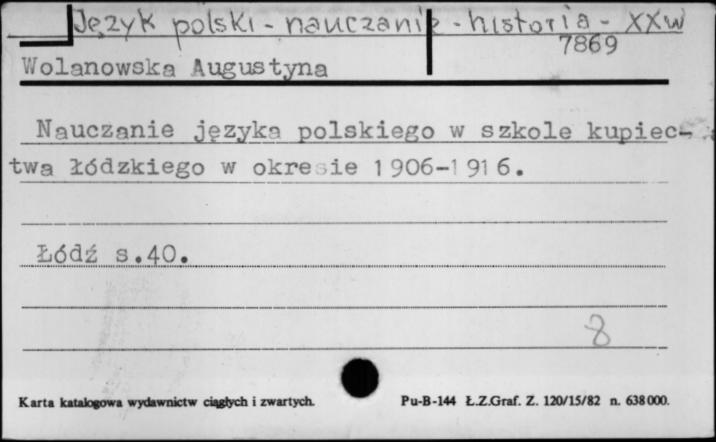 Język polski - nauczanie - historia - XXw
7869
Wolanowska Augustyna
Nauczanie języka polskiego w szkole kupiec-
twa łódzkiego w okresie 1906-1916.
Łódź s.40.
8
Karta katalogowa wydawnictw ciągłych i zwartych.
Pu-B-144 Ł.Z.Graf. Z. 120/15/82 n. 638000.